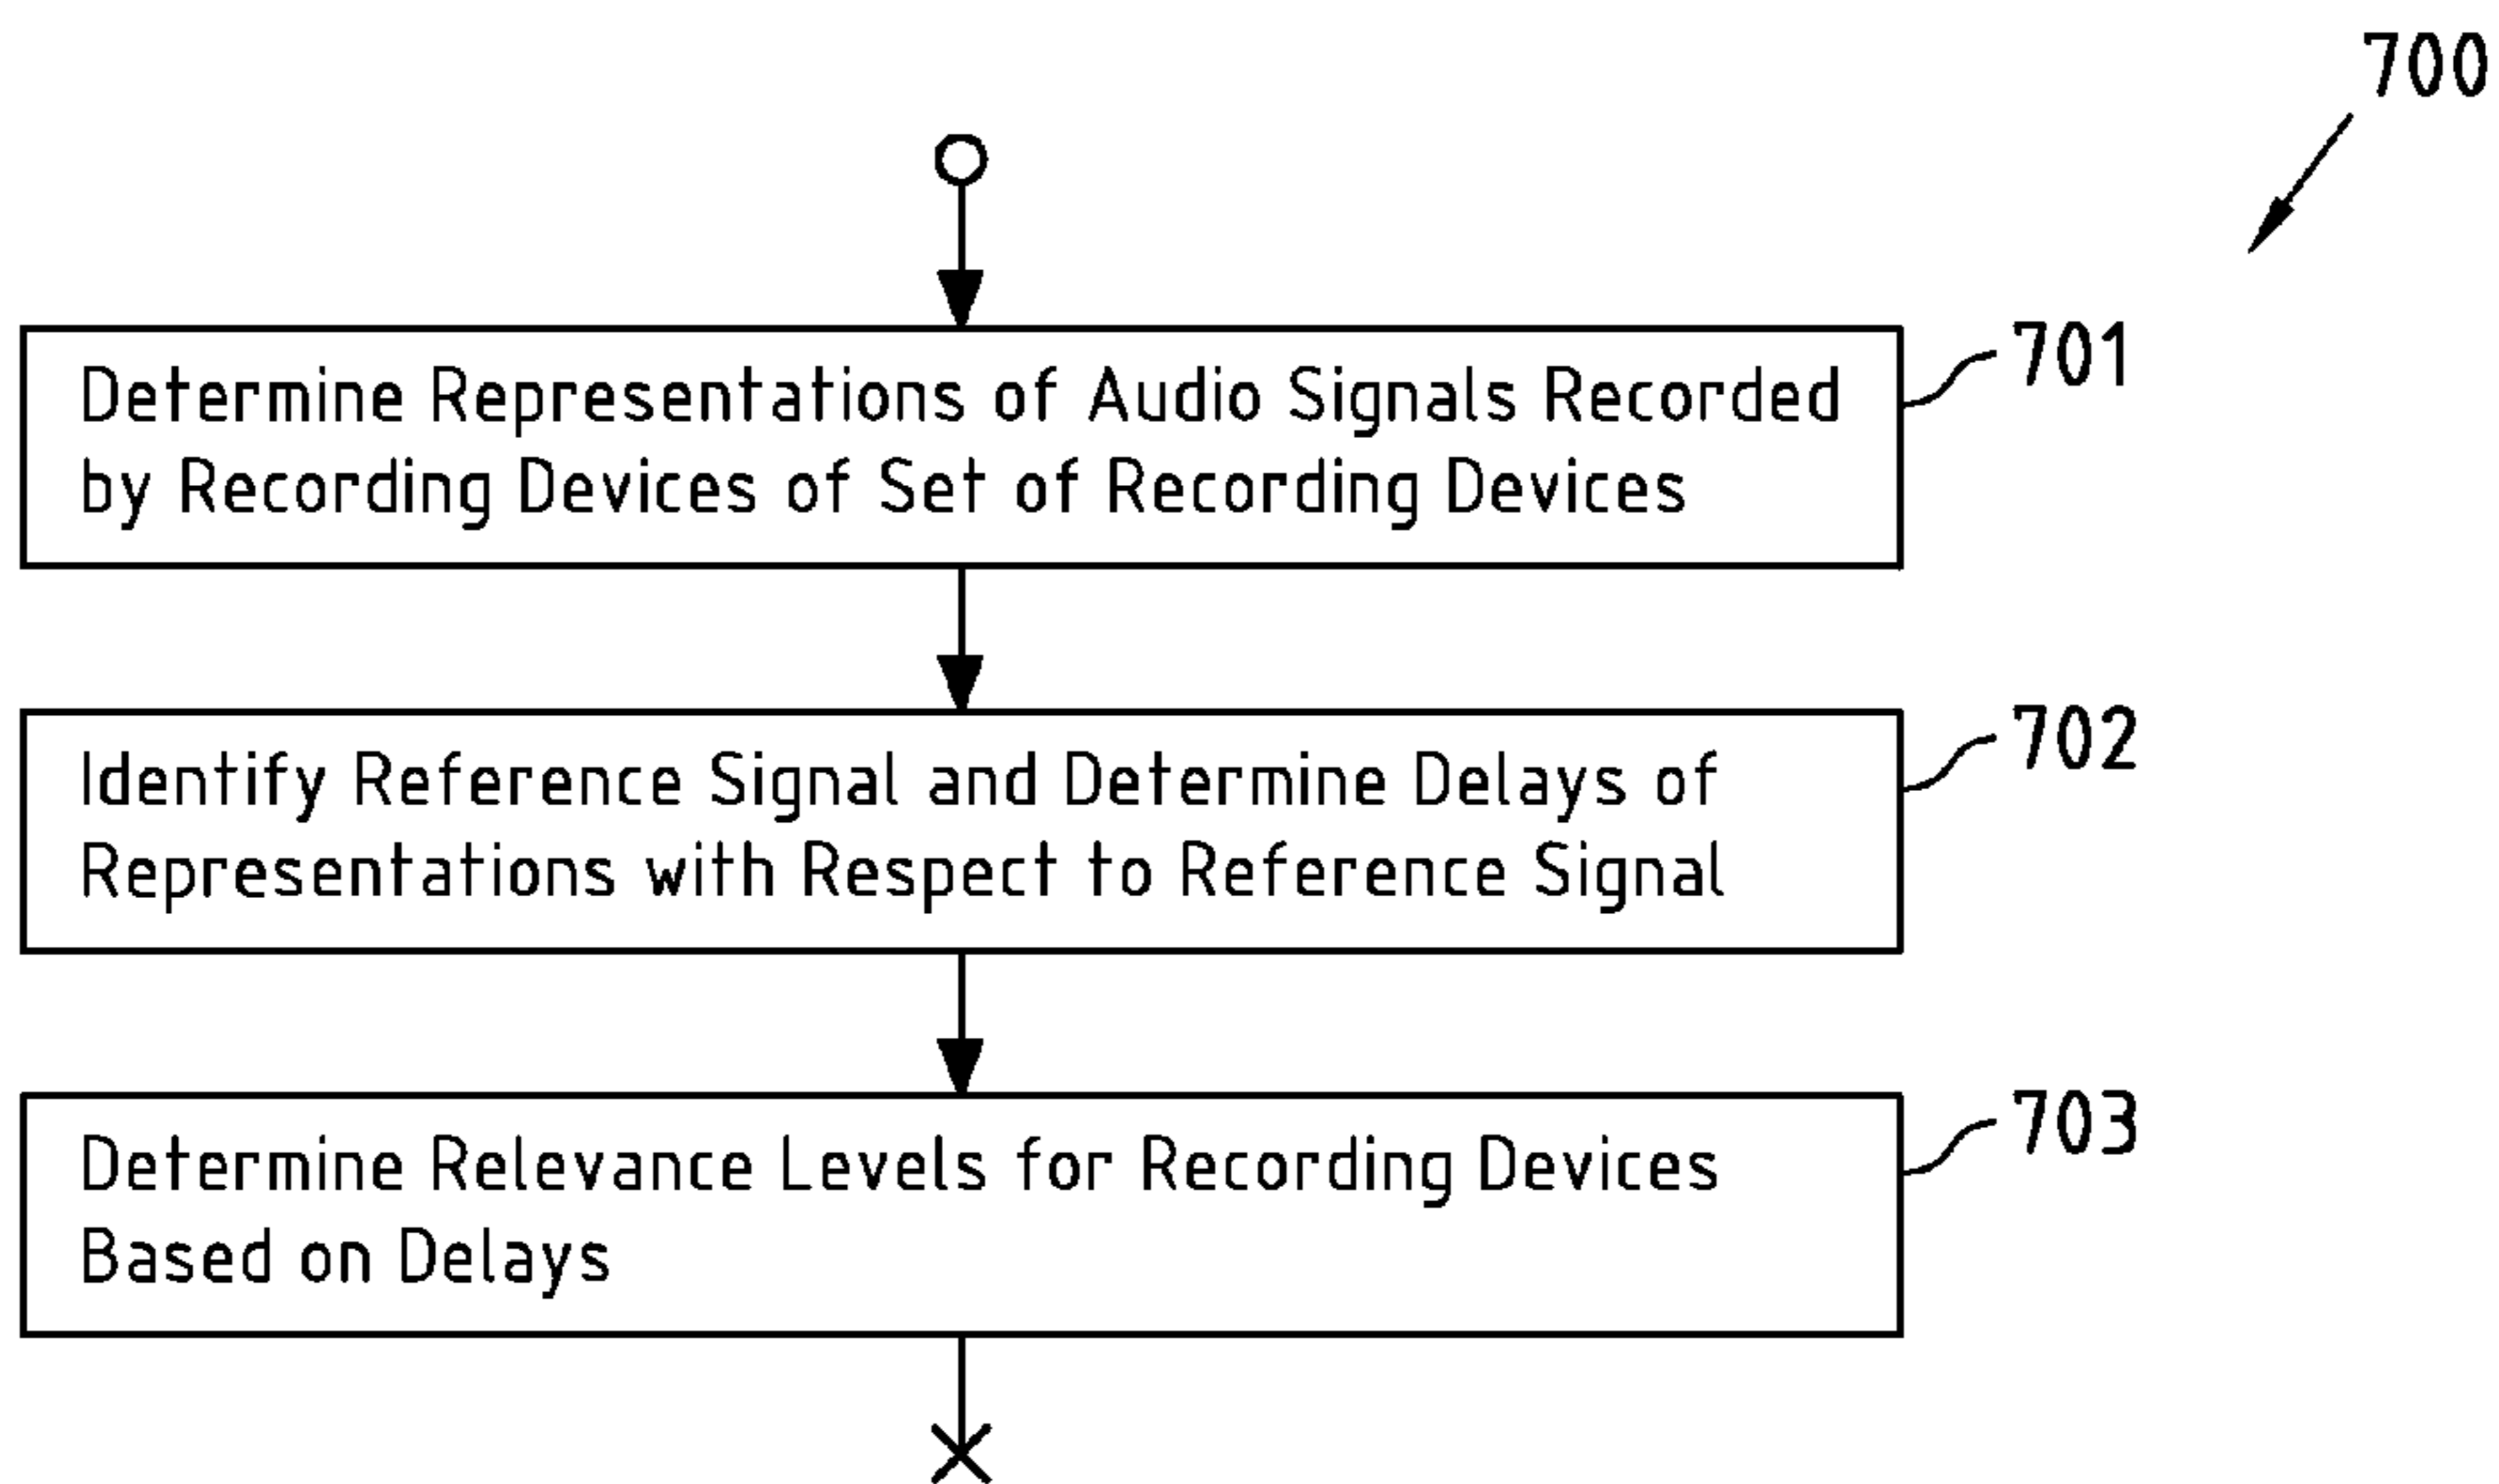 700
Determine Representations of Audio Signals Recorded
by Recording Devices of Set of Recording Devices
701
Identify Reference Signal and Determine Delays of
Representations with Respect to Reference Signal
702
Determine Relevance Levels for Recording Devices
Based on Delays
703